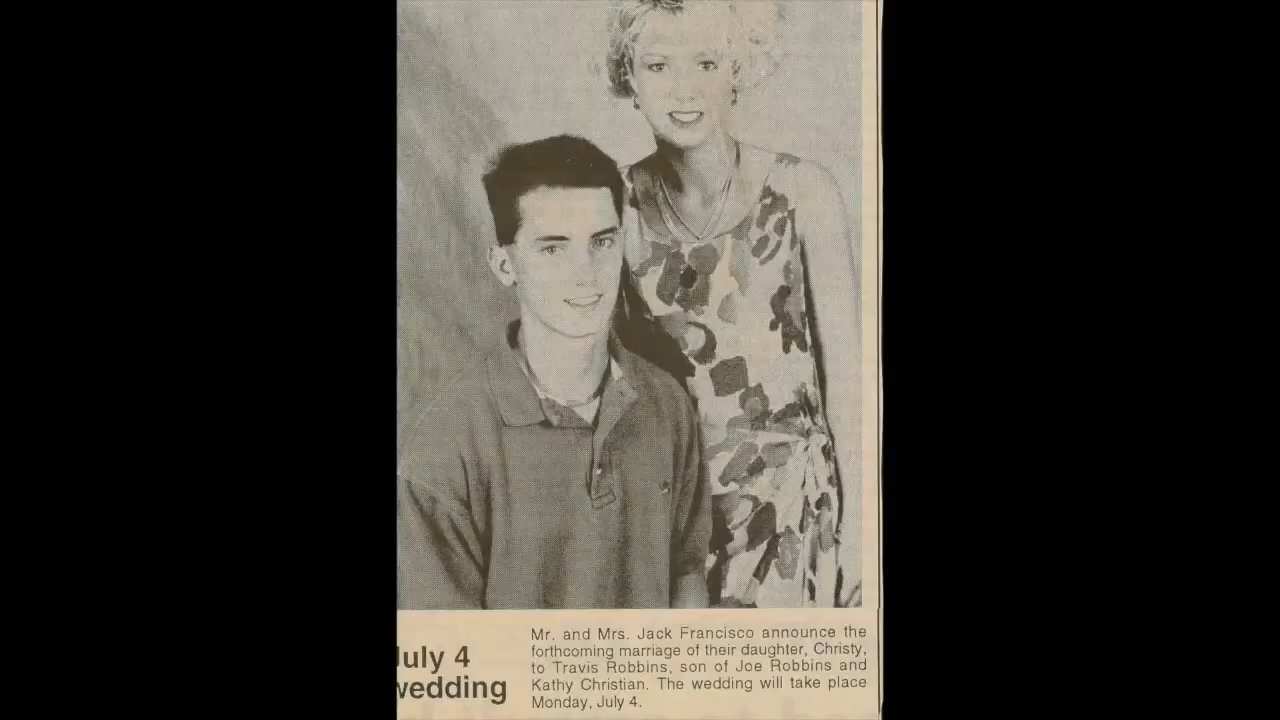 July 4
wedding
Mr. and Mrs. Jack Francisco announce the
forthcoming marriage of their daughter, Christy,
to Travis Robbins, son of Joe Robbins and
Kathy Christian. The wedding will take place
Monday, July 4.